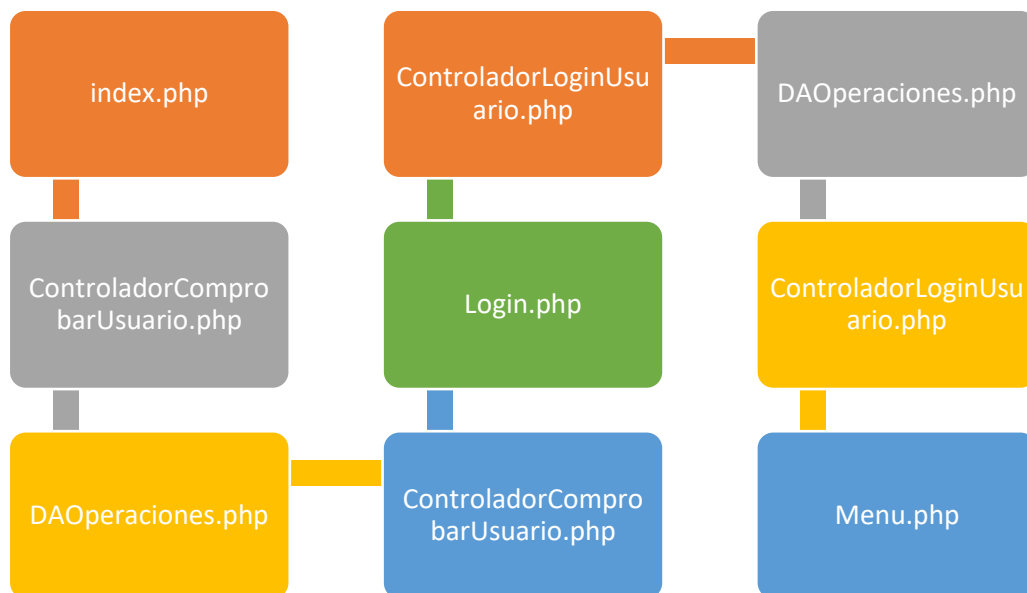 index.php
ControladorCompro
barUsuario.php
DAOperaciones.php
ControladorCompro
barUsuario.php
Login.php
ControladorLoginUsu
ario.php
DAOperaciones.php
ControladorLoginUsu
ario.php
Menu.php